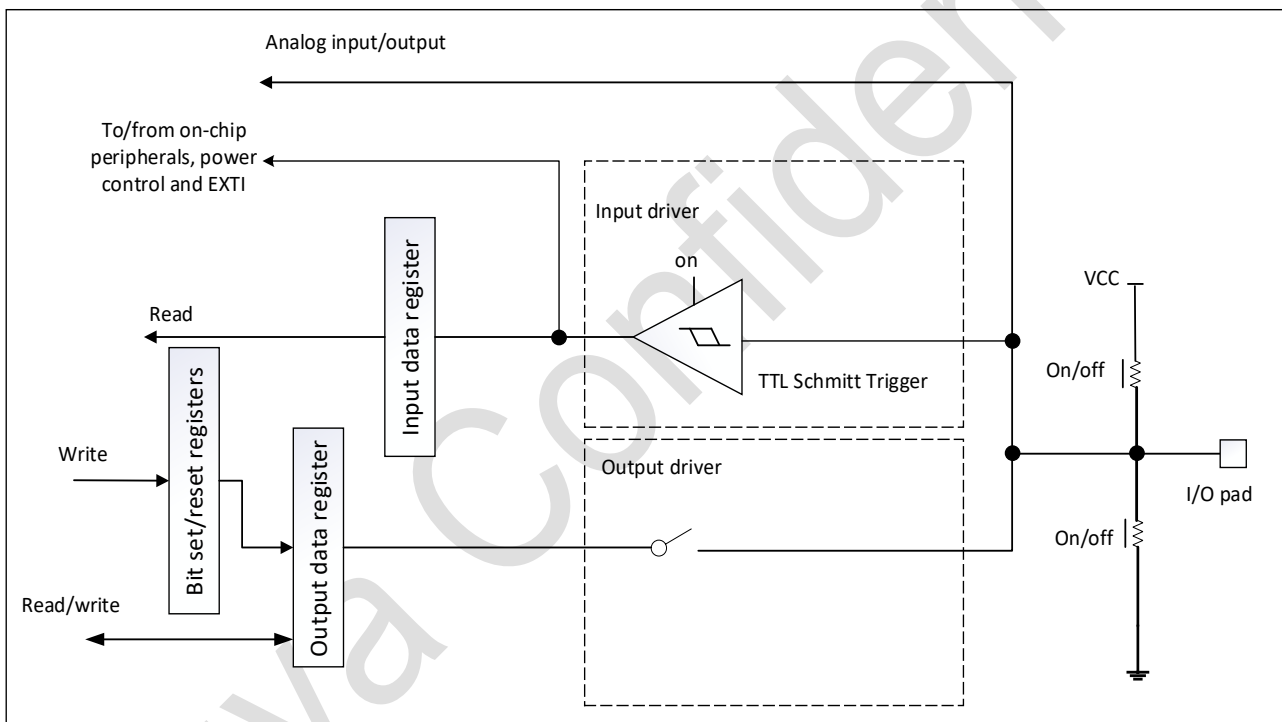 Analog input/output
To/from on-chip
peripherals, power
control and EXTI
Input driver
on
VCC
Read
Input data register
TTL Schmitt Trigger
On/off
Bit set/reset registers
Write
Output data register
Output driver
I/O pad
On/off
Read/write
ya Confiden